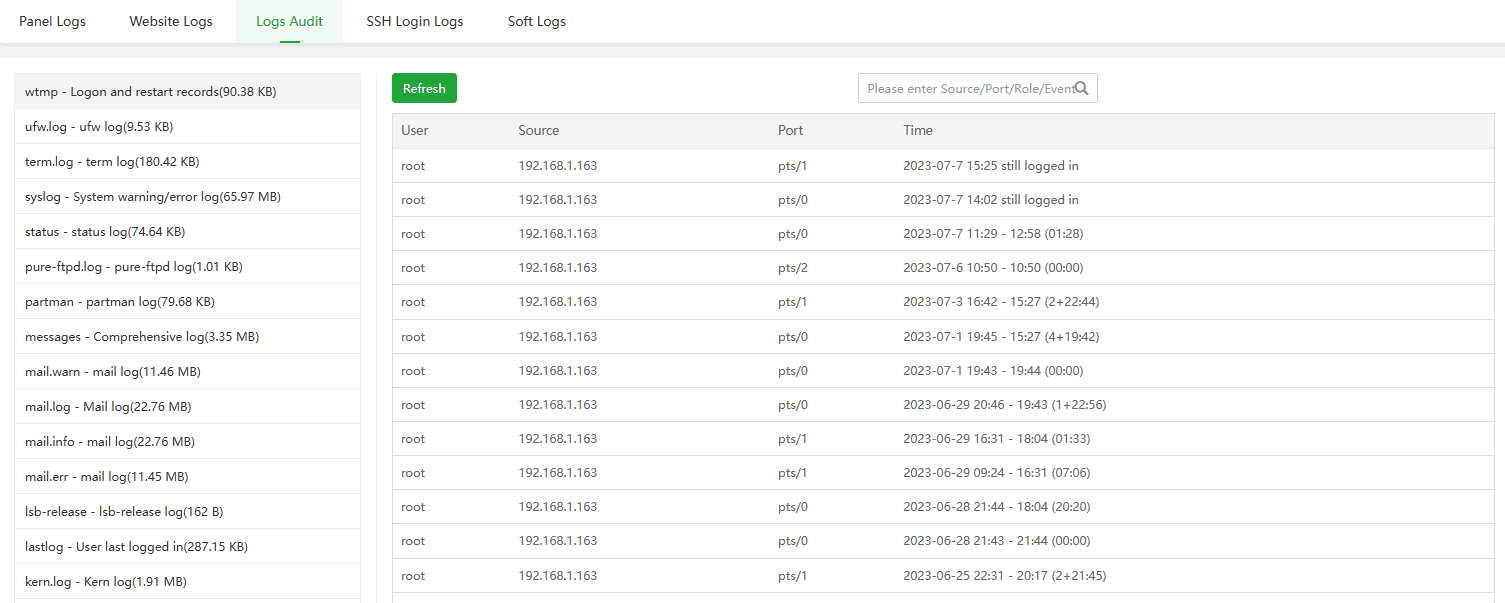 Panel Logs Website Logs Logs Audit SSH Login Logs Soft Logs
wtmp - Logon and restart records(90.38 KB)
ufw.log - ufw log(9.53 KB)
term.log - term log(180.42 KB)
syslog - System warning/error log(65.97 MB)
status - status log(74.64 KB)
pure-ftpd.log - pure-ftpd log(1.01 KB)
partman - partman log(79.68 KB)
messages - Comprehensive log(3.35 MB)
mail.warn - mail log(11.46 MB)
mail.log - Mail log(22.76 MB)
mail.info - mail log(22.76 MB)
mail.err - mail log(11.45 MB)
lsb-release - lsb-release log(162 B)
lastlog - User last logged in(287.15 KB)
kern.log - Kern log(1.91 MB)
Refresh Please enter Source/Port/Role/Event
User Source Port Time
root 192.168.1.163 pts/1 2023-07-7 15:25 still logged in
root 192.168.1.163 pts/0 2023-07-7 14:02 still logged in
root 192.168.1.163 pts/0 2023-07-7 11:29 - 12:58 (01:28)
root 192.168.1.163 pts/2 2023-07-6 10:50 - 10:50 (00:00)
root 192.168.1.163 pts/1 2023-07-3 16:42 - 15:27 (2+22:44)
root 192.168.1.163 pts/0 2023-07-1 19:45 - 15:27 (4+19:42)
root 192.168.1.163 pts/0 2023-07-1 19:43 - 19:44 (00:00)
root 192.168.1.163 pts/0 2023-06-29 20:46 - 19:43 (1+22:56)
root 192.168.1.163 pts/1 2023-06-29 16:31 - 18:04 (01:33)
root 192.168.1.163 pts/1 2023-06-29 09:24 - 16:31 (07:06)
root 192.168.1.163 pts/0 2023-06-28 21:44 - 18:04 (20:20)
root 192.168.1.163 pts/0 2023-06-28 21:43 - 21:44 (00:00)
root 192.168.1.163 pts/1 2023-06-25 22:31 - 20:17 (2+21:45)